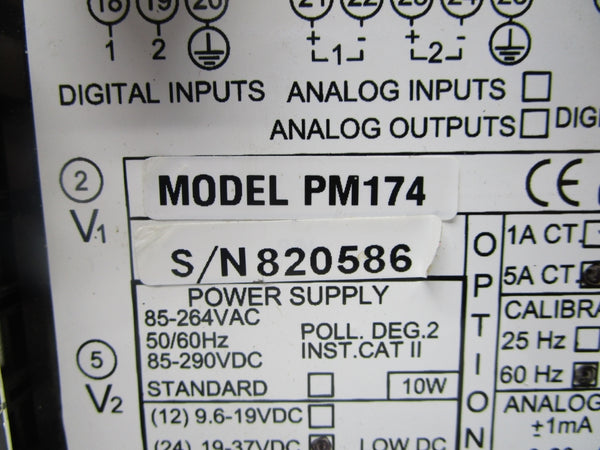 18 19 20 21 22 23 24 25
1 2 + 1 - + 2 -
DIGITAL INPUTS ANALOG INPUTS
ANALOG OUTPUTS DIGI
2 MODEL PM174 CE
V1
S/N 820586
POWER SUPPLY
85-264VAC
50/60Hz
85-290VDC
POLL. DEG.2
INST.CAT II
STANDARD 10W
(12) 9.6-19VDC
(24) 19-37VDC LOW DC
5
V2
OPTION
1A CT.
5A CT.
CALIBRA
25 Hz
60 Hz
ANALOG
±1mA